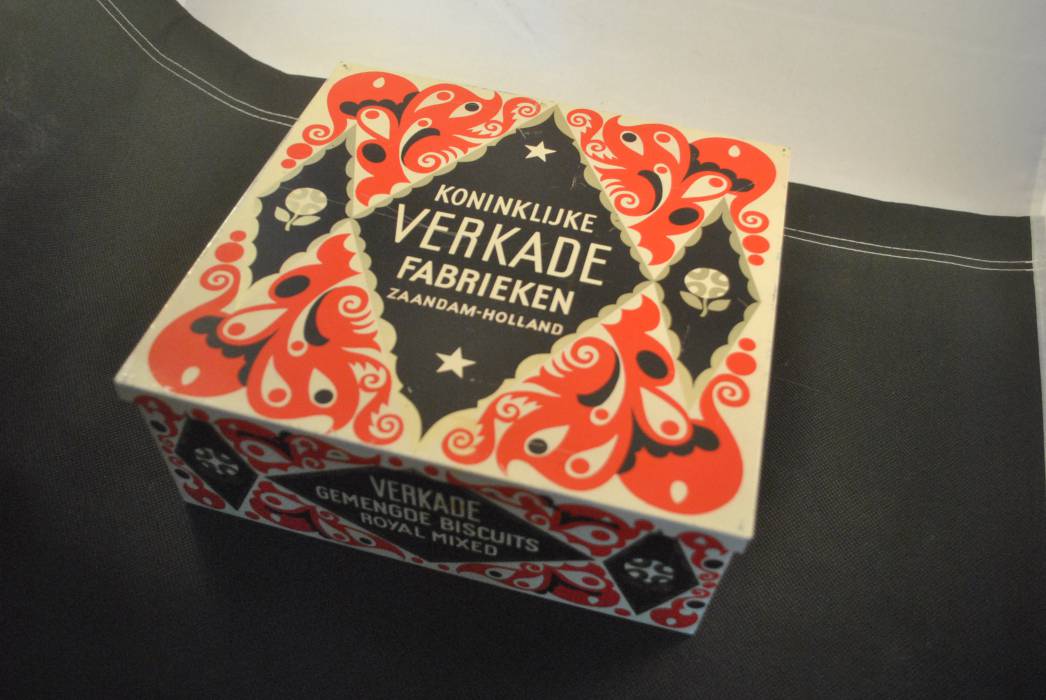 KONINKLIJKE
VERKADE
FABRIEKEN
ZAANDAM-HOLLAND
VERKADE
GEMENGDE BISCUITS
ROYAL MIXED